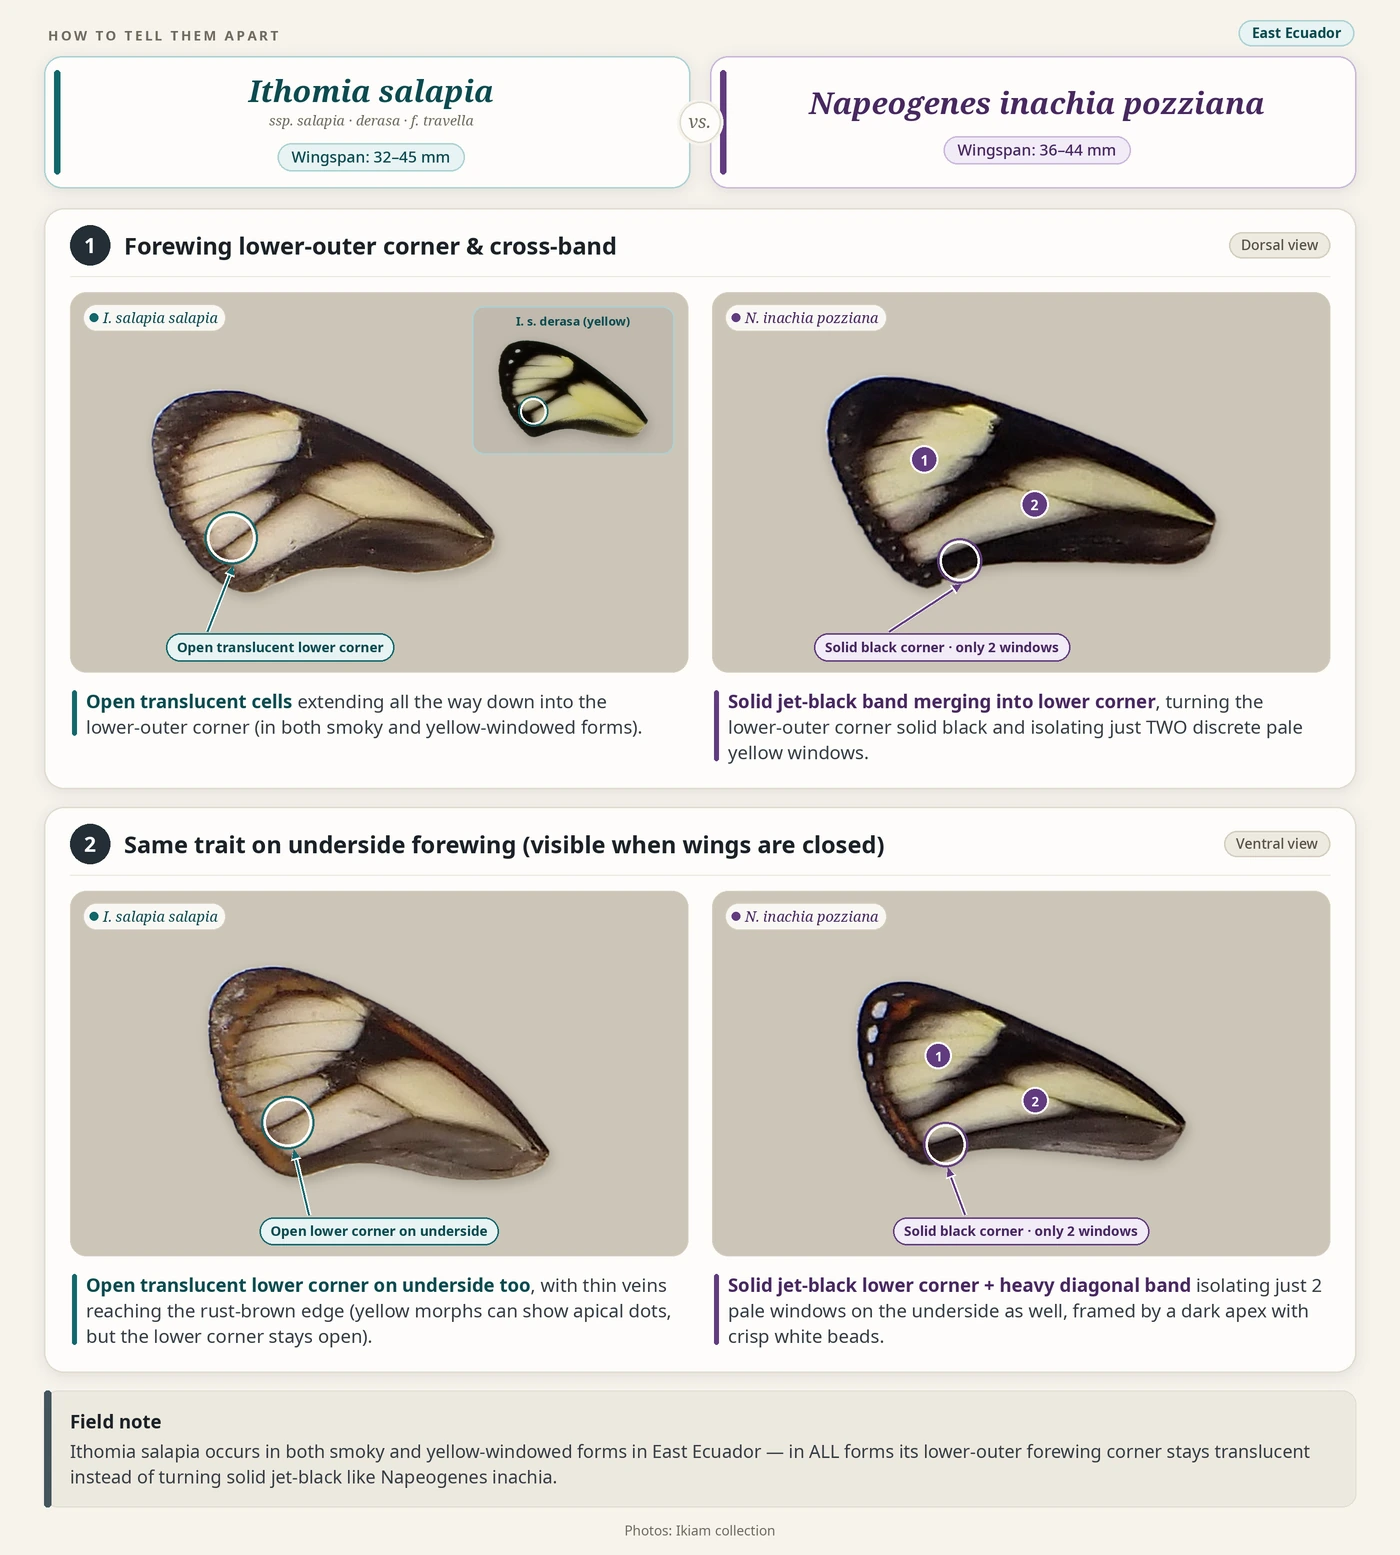 HOW TO TELL THEM APART
East Ecuador
Ithomia salapia
ssp. salapia · derasa · f. travella
Wingspan: 32–45 mm
vs.
Napeogenes inachia pozziana
Wingspan: 36–44 mm
1 Forewing lower-outer corner & cross-band
Dorsal view
I. salapia salapia
I. s. derasa (yellow)
Open translucent lower corner
N. inachia pozziana
1
2
Solid black corner · only 2 windows
Open translucent cells extending all the way down into the
lower-outer corner (in both smoky and yellow-windowed forms).
Solid jet-black band merging into lower corner, turning the
lower-outer corner solid black and isolating just TWO discrete pale
yellow windows.
2 Same trait on underside forewing (visible when wings are closed)
Ventral view
I. salapia salapia
Open lower corner on underside
N. inachia pozziana
1
2
Solid black corner · only 2 windows
Open translucent lower corner on underside too, with thin veins
reaching the rust-brown edge (yellow morphs can show apical dots,
but the lower corner stays open).
Solid jet-black lower corner + heavy diagonal band isolating just 2
pale windows on the underside as well, framed by a dark apex with
crisp white beads.
Field note
Ithomia salapia occurs in both smoky and yellow-windowed forms in East Ecuador — in ALL forms its lower-outer forewing corner stays translucent
instead of turning solid jet-black like Napeogenes inachia.
Photos: Ikiam collection